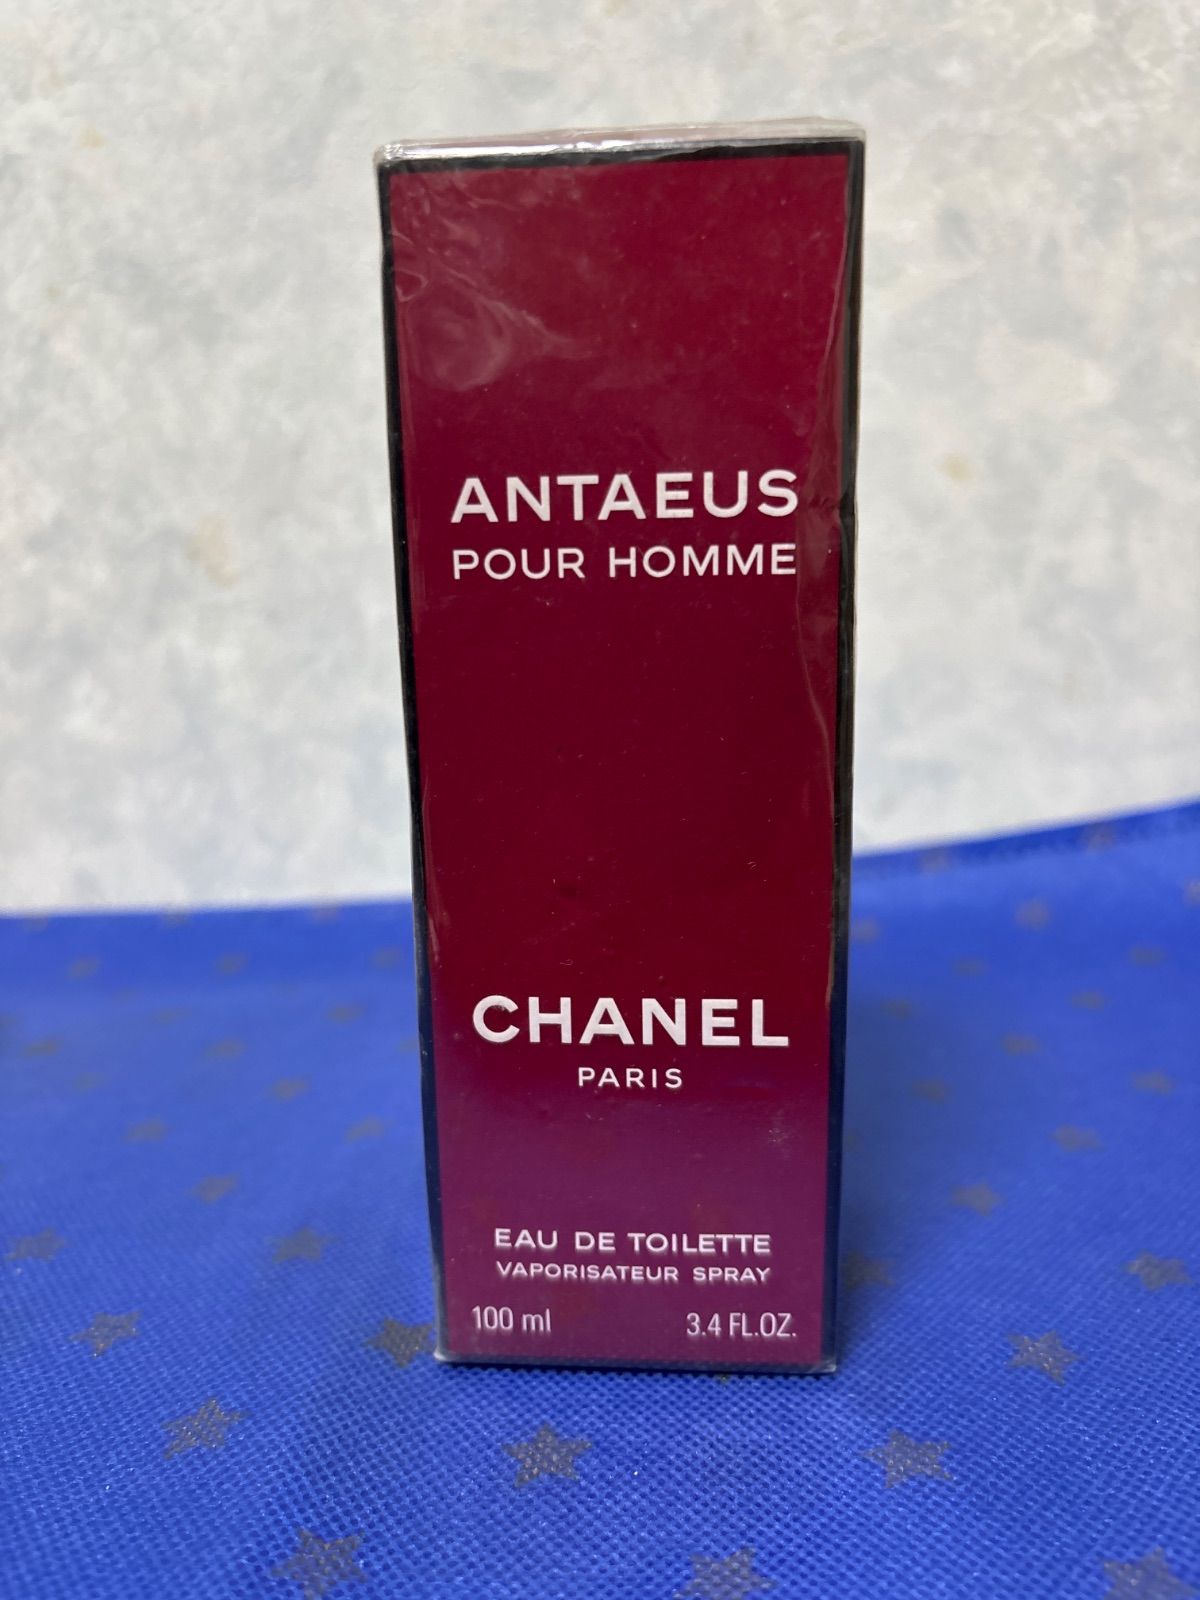 ANTAEUS
POUR HOMME
CHANEL
PARIS
EAU DE TOILETTE
VAPORISATEUR SPRAY
100 ml 3.4 FL.OZ.